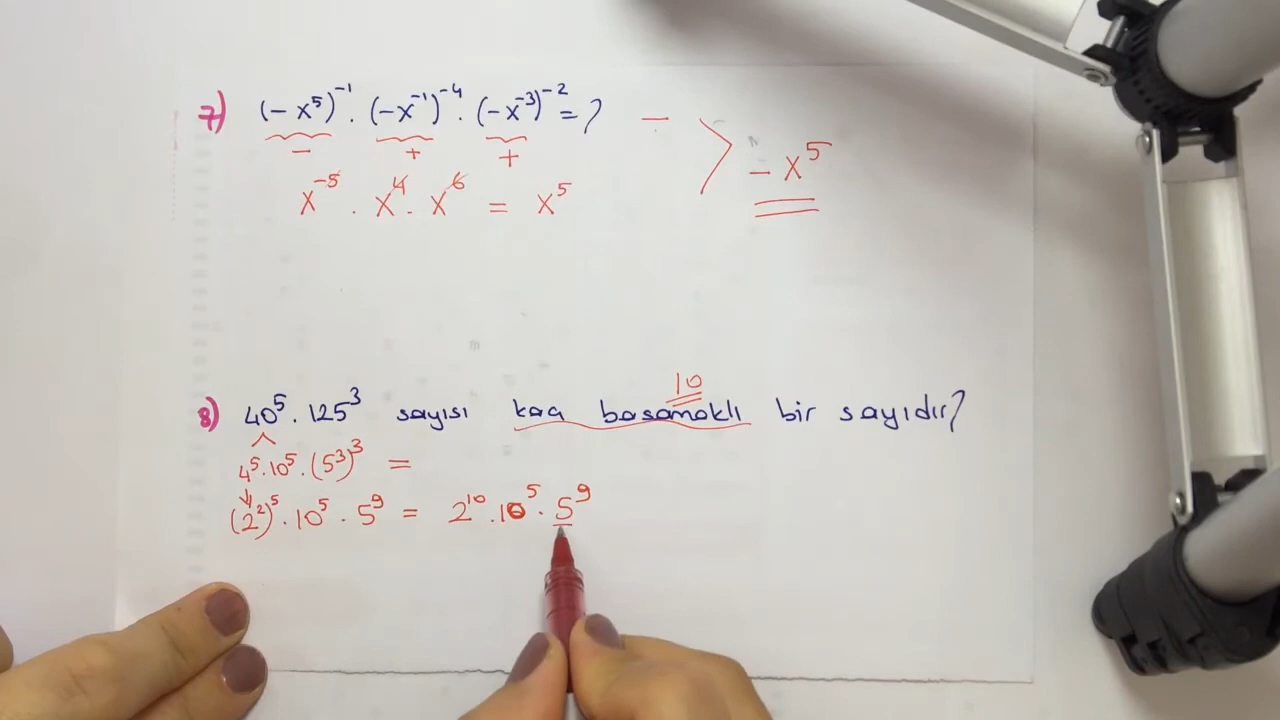 7) (-x⁵)⁻¹ . (-x⁻¹)⁻⁴ . (-x⁻³)⁻² = ?
- + +
-
- x⁵
x⁻⁵ . x⁴ . x⁶ = x⁵
10
8) 40⁵ . 125³ sayısı kaç basamaklı bir sayıdır?
4⁵ . 10⁵ . (5³)³ =
(2²)⁵ . 10⁵ . 5⁹ = 2¹⁰ . 10⁵ . 5⁹